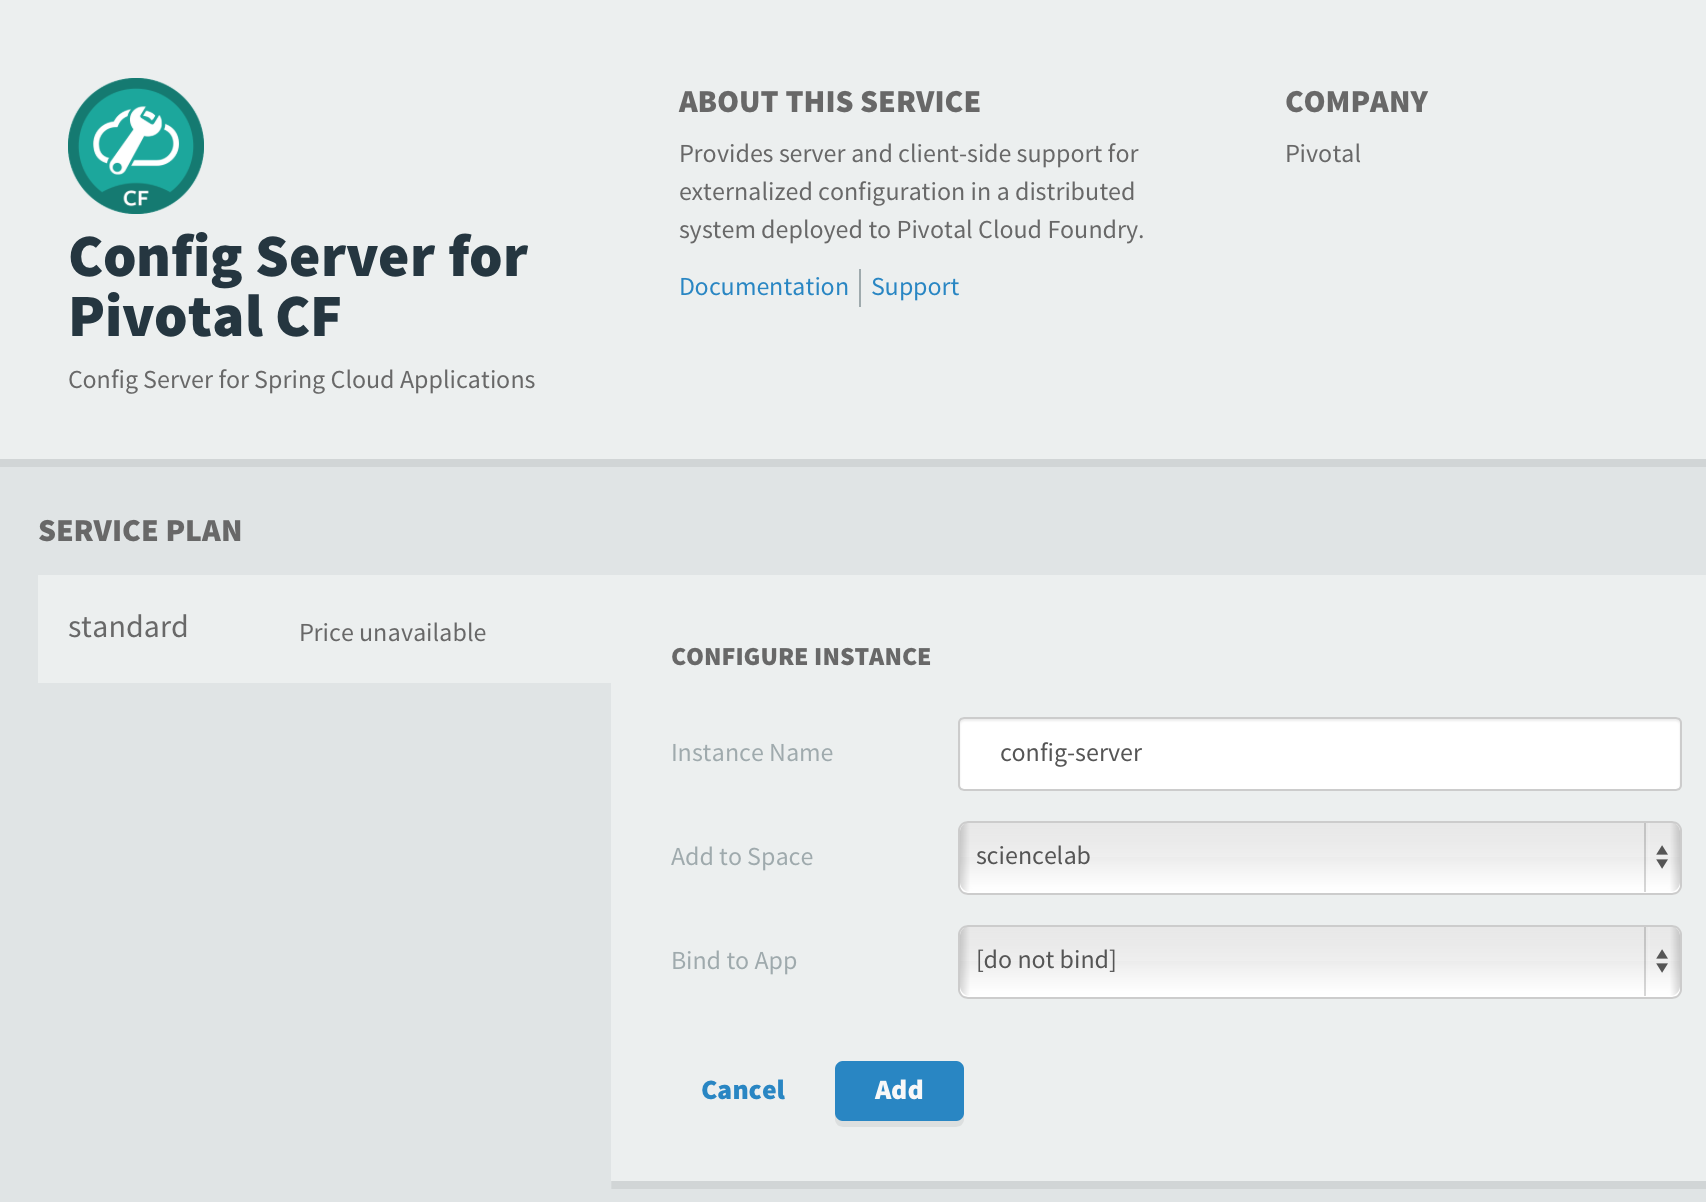 CF
Config Server for
Pivotal CF
Config Server for Spring Cloud Applications
ABOUT THIS SERVICE
Provides server and client-side support for
externalized configuration in a distributed
system deployed to Pivotal Cloud Foundry.
Documentation | Support
COMPANY
Pivotal
SERVICE PLAN
standard Price unavailable
CONFIGURE INSTANCE
Instance Name config-server
Add to Space sciencelab
Bind to App [do not bind]
Cancel Add